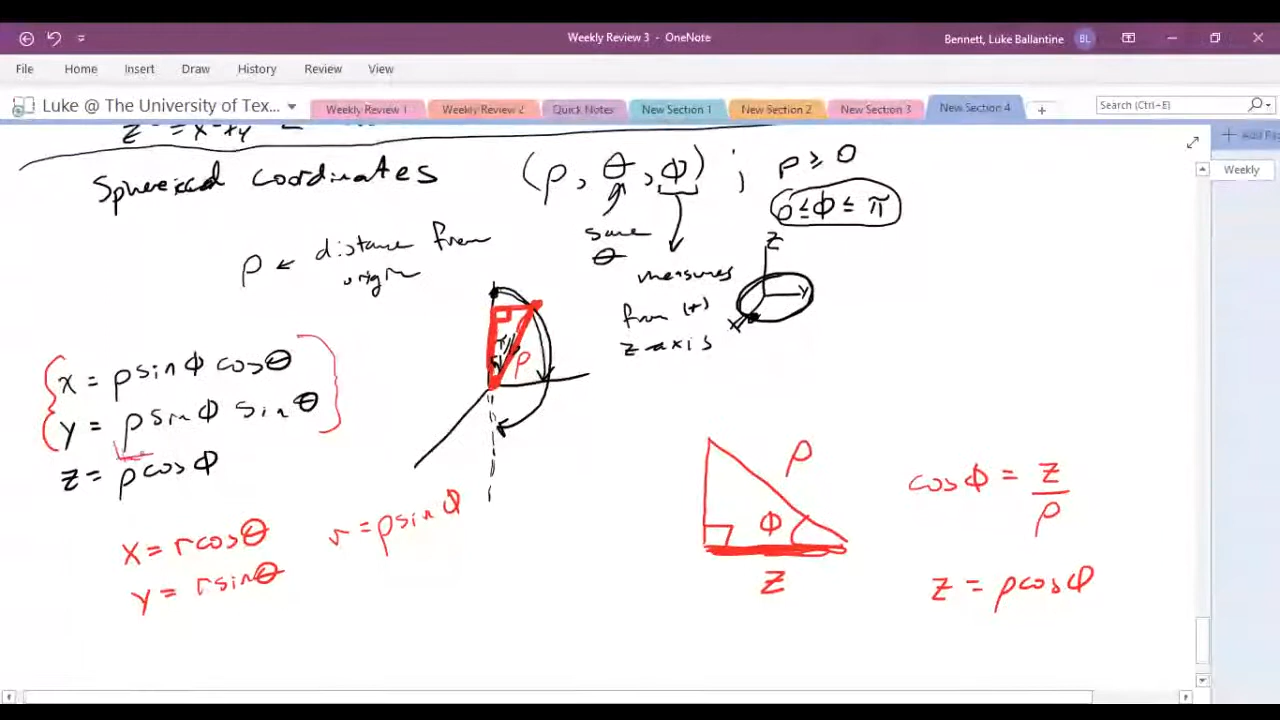 Weekly Review 3 - OneNote
Bennett, Luke Ballantine
BL
File Home Insert Draw History Review View
Luke @ The University of Tex...
Weekly Review 1
Weekly Review 2
Quick Notes
New Section 1
New Section 2
New Section 3
New Section 4
Search (Ctrl+E)
Add Page
Weekly
Spherical coordinates (ρ, θ, φ) ; ρ ≥ 0
0 ≤ φ ≤ π
ρ ← distance from origin
same θ
measures from (+) z-axis
z
y
x
ρ
x = ρ sin φ cos θ
y = ρ sin φ sin θ
z = ρ cos φ
x = r cos θ
y = r sin θ
r = ρ sin φ
ρ
φ
z
cos φ = z/ρ
z = ρ cos φ